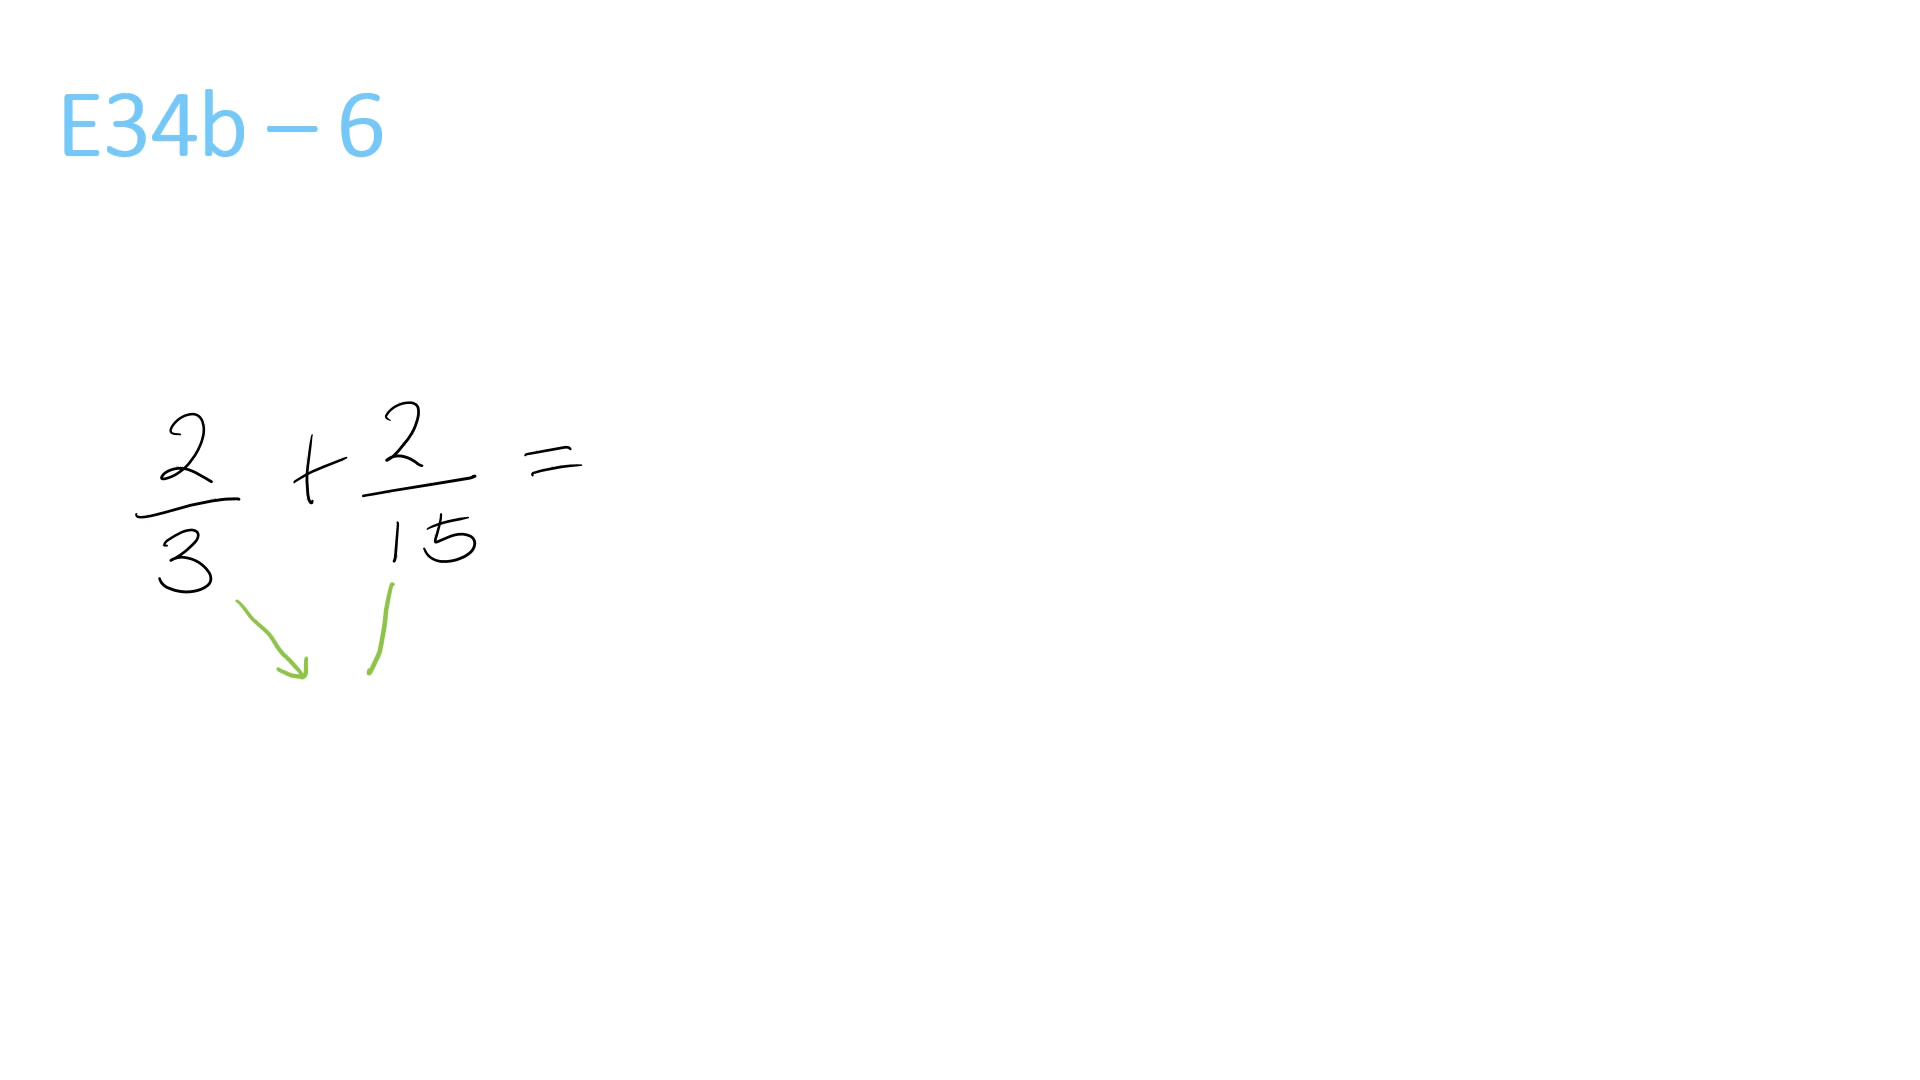 E34b – 6
2/3 + 2/15 =